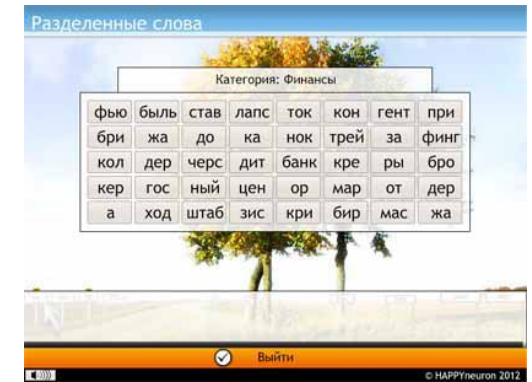 Разделенные слова
Категория: Финансы
фью быль став лапс ток кон гент при
бри жа до ка нок трей за финг
кол дер черс дит банк кре ры бро
кер гос ный цен ор мар от дер
а ход штаб зис кри бир мас жа
Выйти
© HAPPYneuron 2012